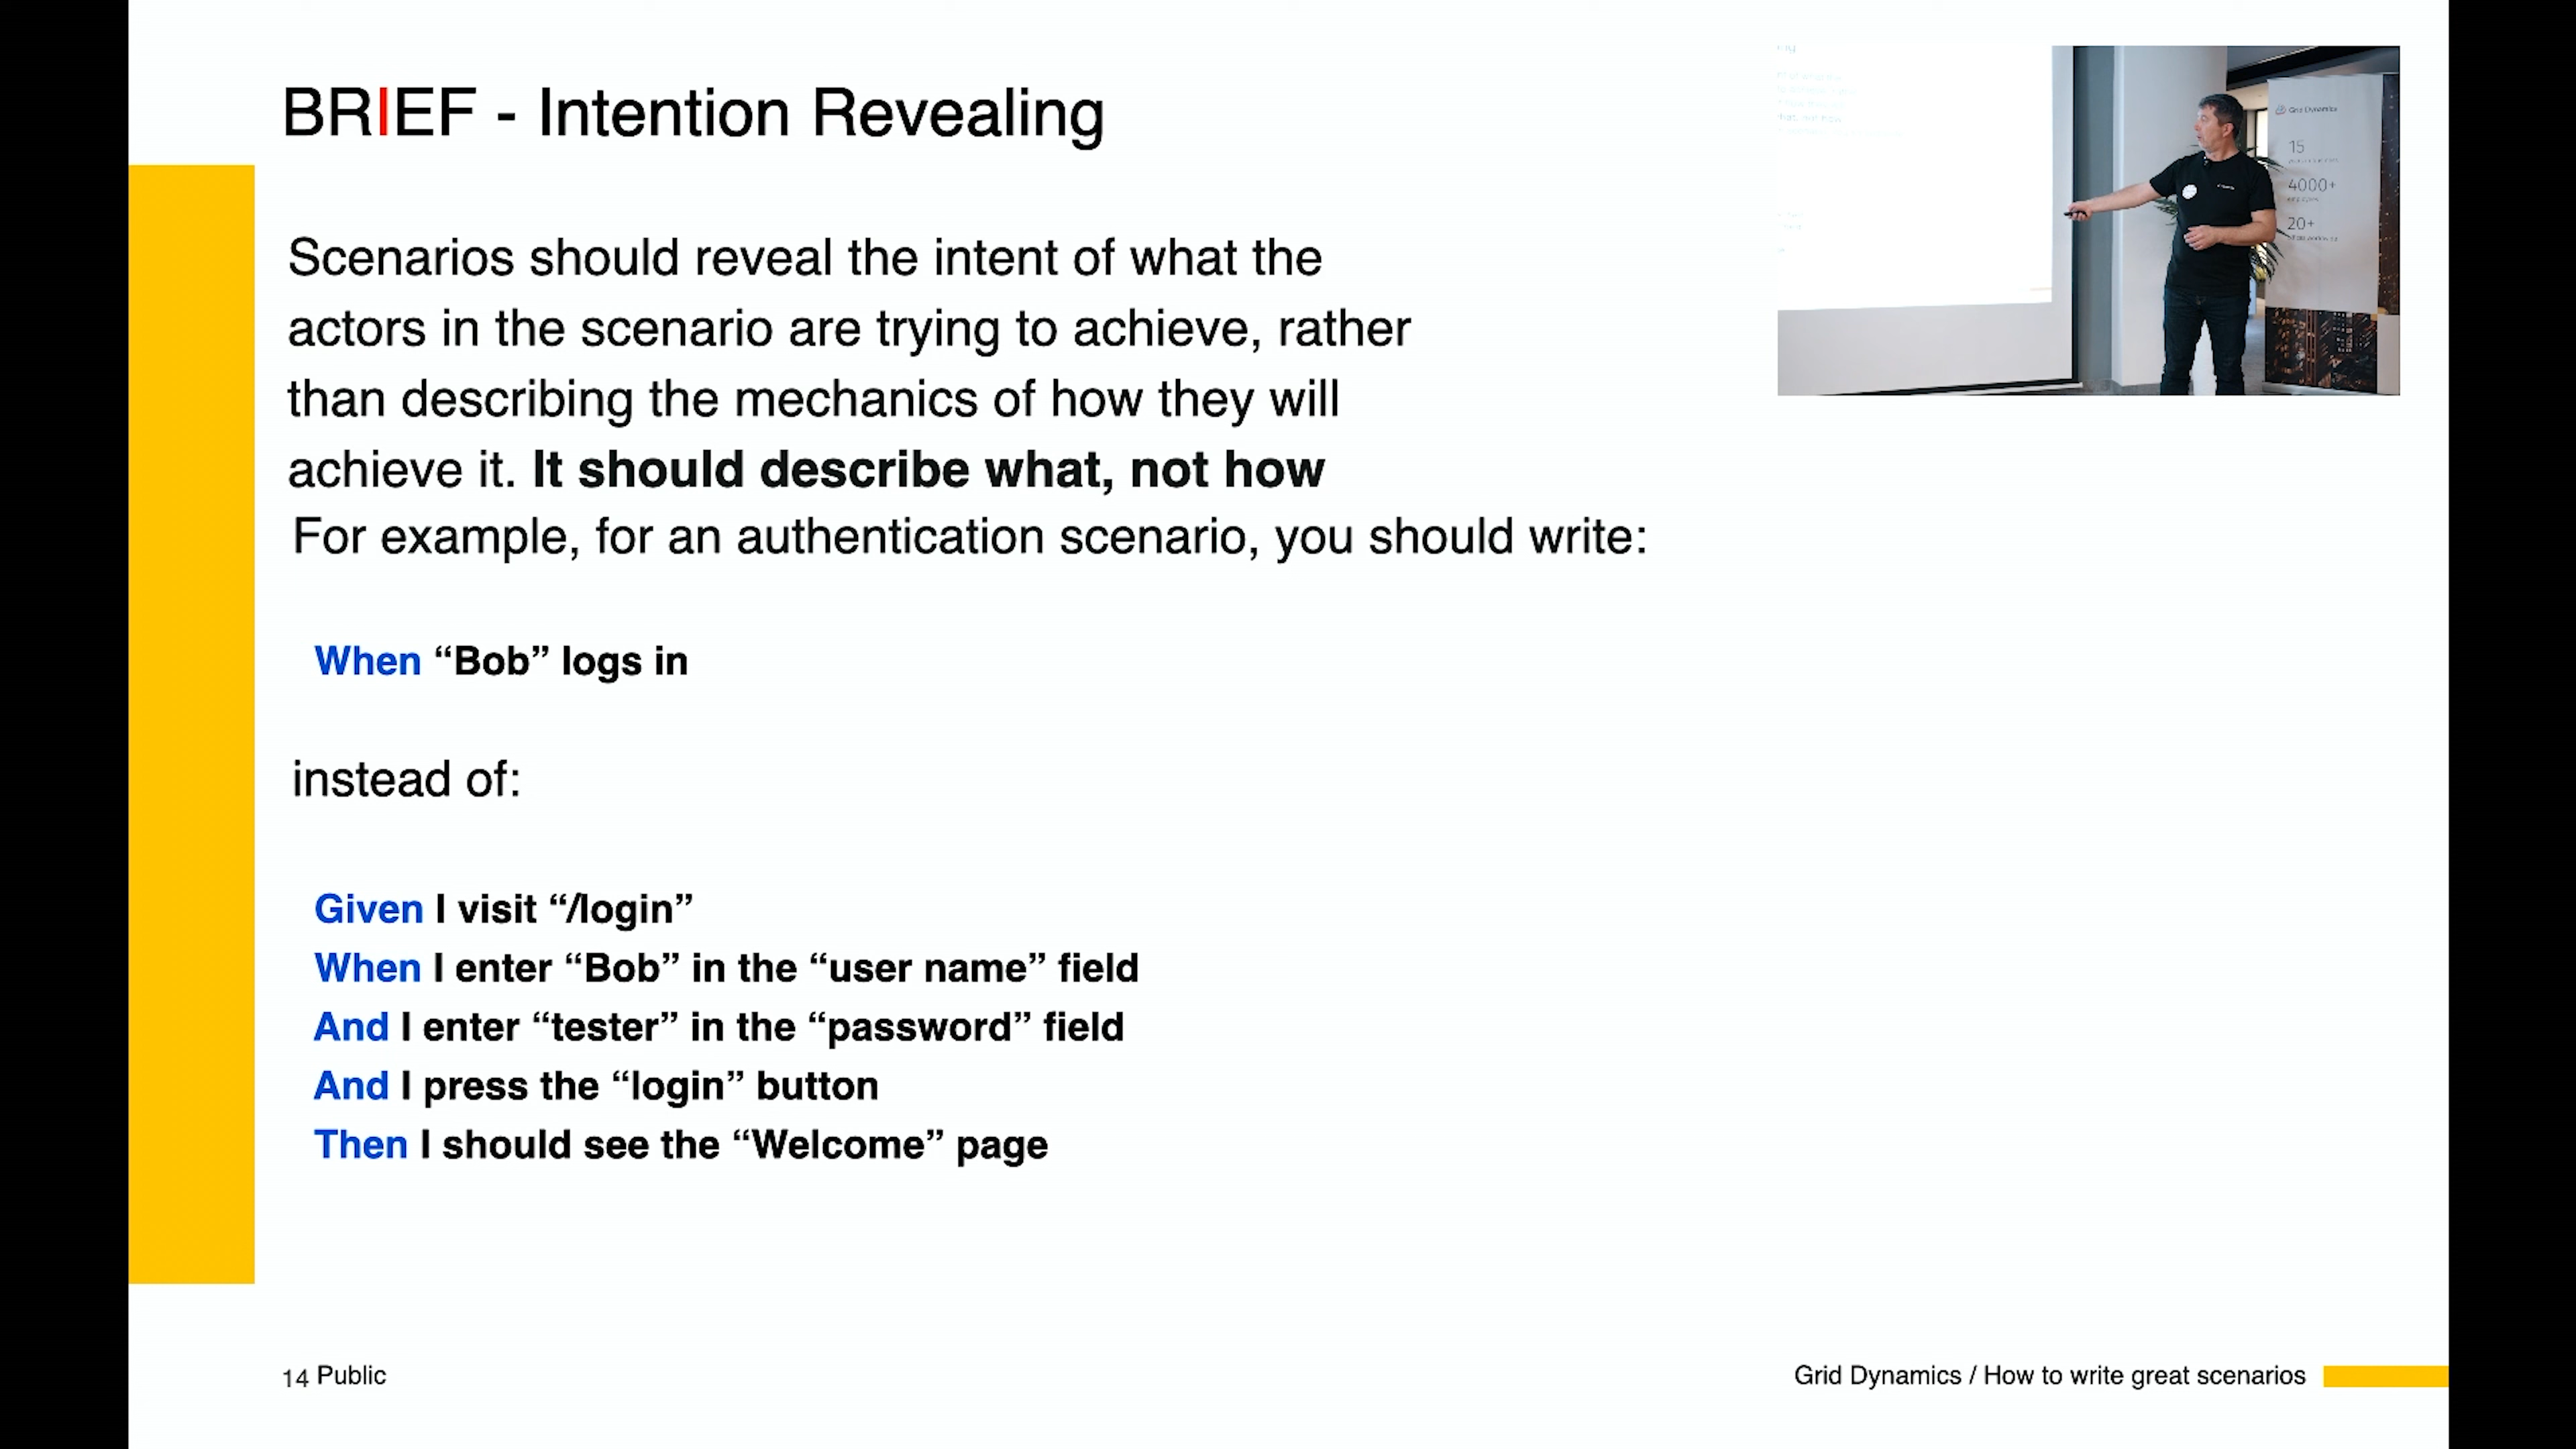 BRIEF - Intention Revealing
Scenarios should reveal the intent of what the
actors in the scenario are trying to achieve, rather
than describing the mechanics of how they will
achieve it. It should describe what, not how
For example, for an authentication scenario, you should write:
When “Bob” logs in
instead of:
Given I visit “/login”
When I enter “Bob” in the “user name” field
And I enter “tester” in the “password” field
And I press the “login” button
Then I should see the “Welcome” page
Grid Dynamics
15
4000+
20+
14 Public
Grid Dynamics / How to write great scenarios